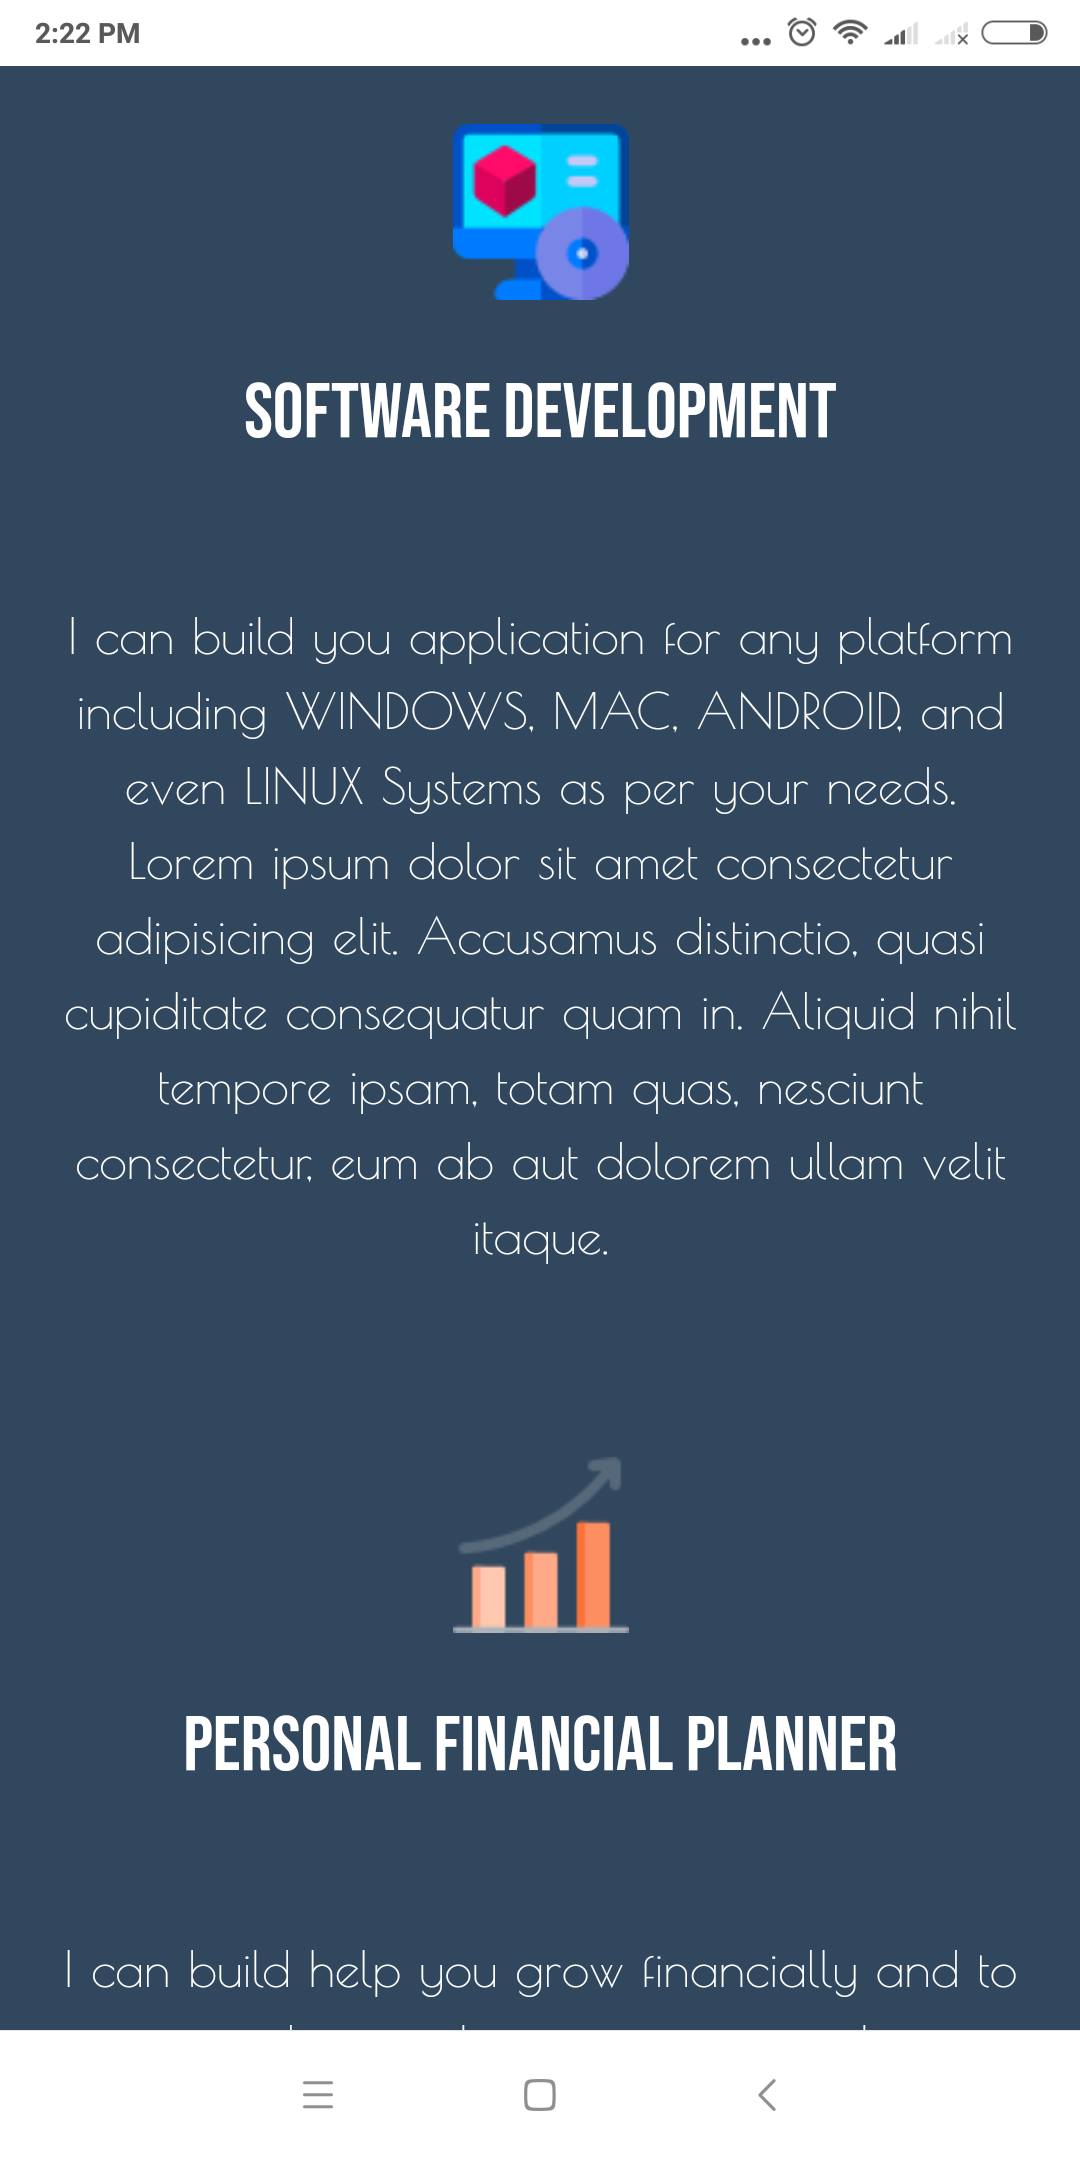 2:22 PM
SOFTWARE DEVELOPMENT
I can build you application for any platform
including WINDOWS, MAC, ANDROID, and
even LINUX Systems as per your needs.
Lorem ipsum dolor sit amet consectetur
adipisicing elit. Accusamus distinctio, quasi
cupiditate consequatur quam in. Aliquid nihil
tempore ipsam, totam quas, nesciunt
consectetur, eum ab aut dolorem ullam velit
itaque.
PERSONAL FINANCIAL PLANNER
I can build help you grow financially and to